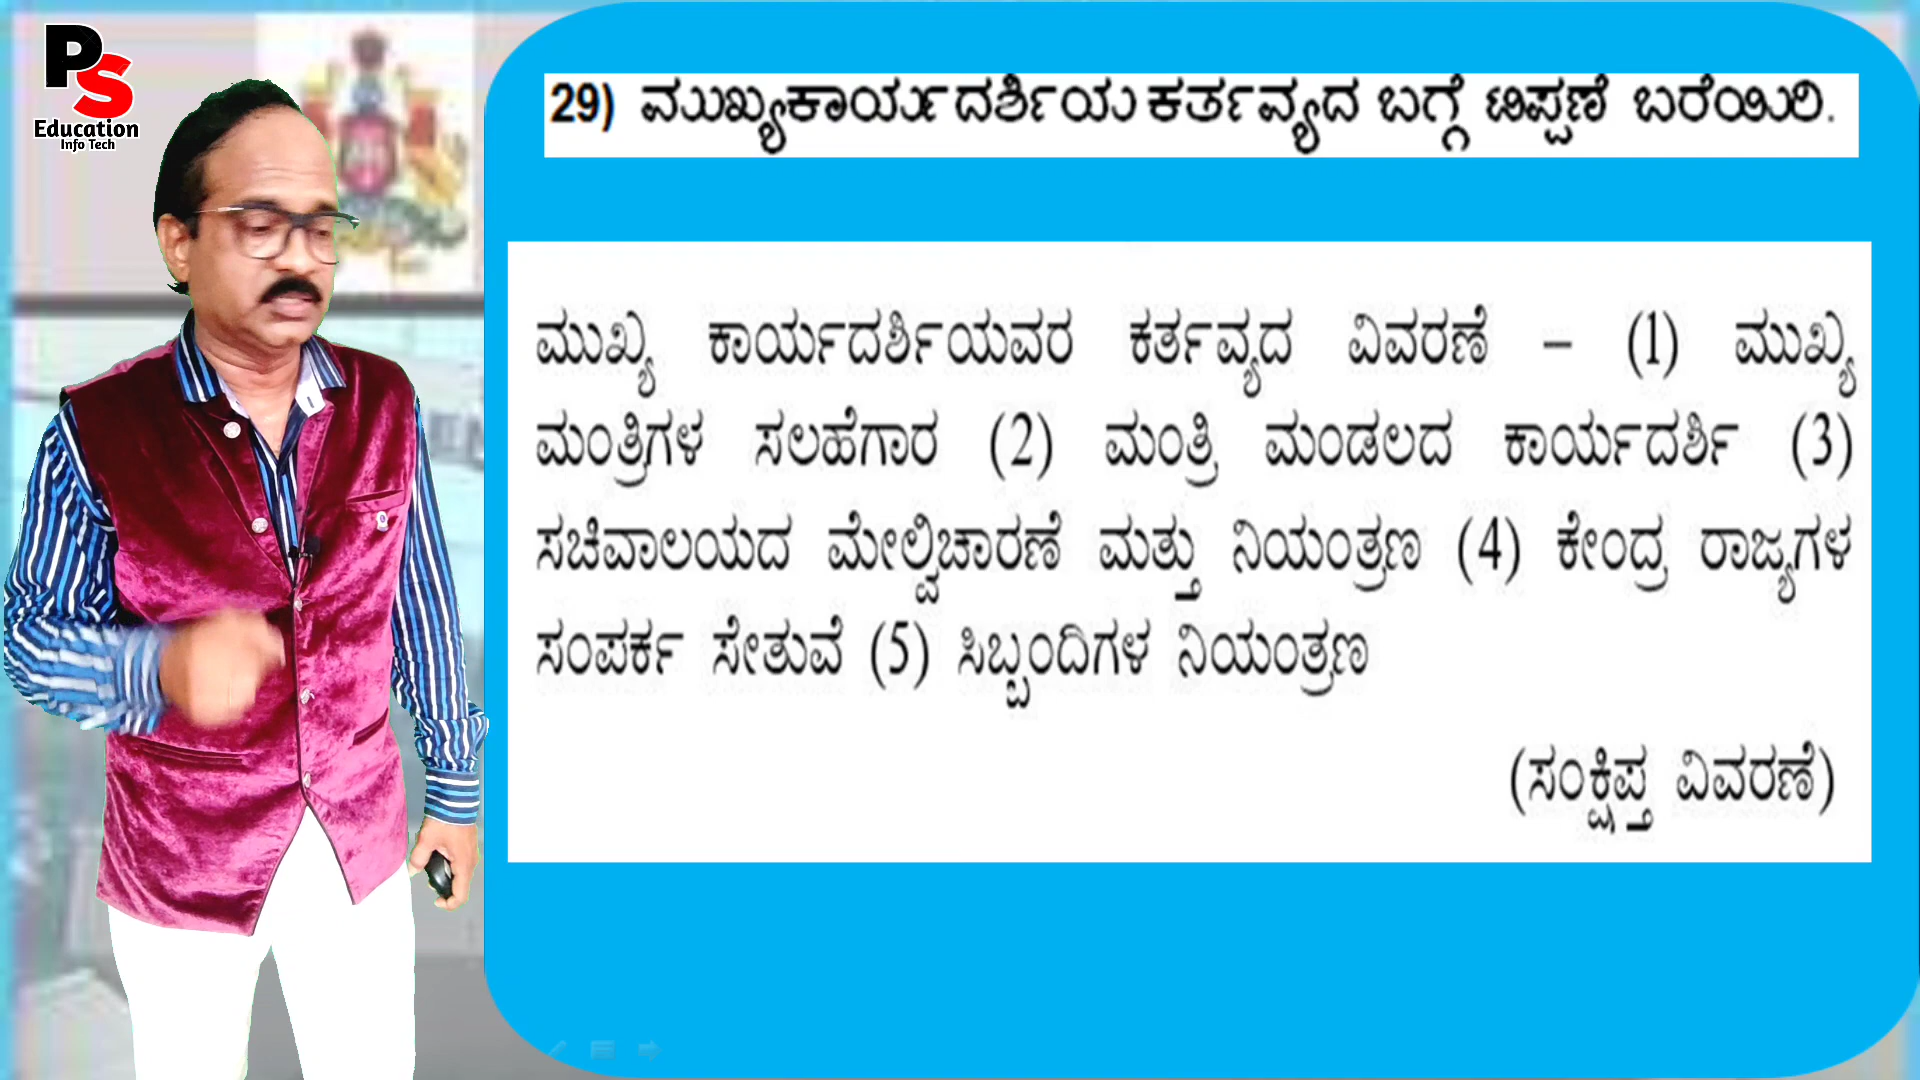 PS
Education
Info Tech
29) ಮುಖ್ಯಕಾರ್ಯದರ್ಶಿಯ ಕರ್ತವ್ಯದ ಬಗ್ಗೆ ಟಿಪ್ಪಣಿ ಬರೆಯಿರಿ.
ಮುಖ್ಯ ಕಾರ್ಯದರ್ಶಿಯವರ ಕರ್ತವ್ಯದ ವಿವರಣೆ – (1) ಮುಖ್ಯ
ಮಂತ್ರಿಗಳ ಸಲಹೆಗಾರ (2) ಮಂತ್ರಿ ಮಂಡಲದ ಕಾರ್ಯದರ್ಶಿ (3)
ಸಚಿವಾಲಯದ ಮೇಲ್ವಿಚಾರಣೆ ಮತ್ತು ನಿಯಂತ್ರಣ (4) ಕೇಂದ್ರ ರಾಜ್ಯಗಳ
ಸಂಪರ್ಕ ಸೇತುವೆ (5) ಸಿಬ್ಬಂದಿಗಳ ನಿಯಂತ್ರಣ
(ಸಂಕ್ಷಿಪ್ತ ವಿವರಣೆ)